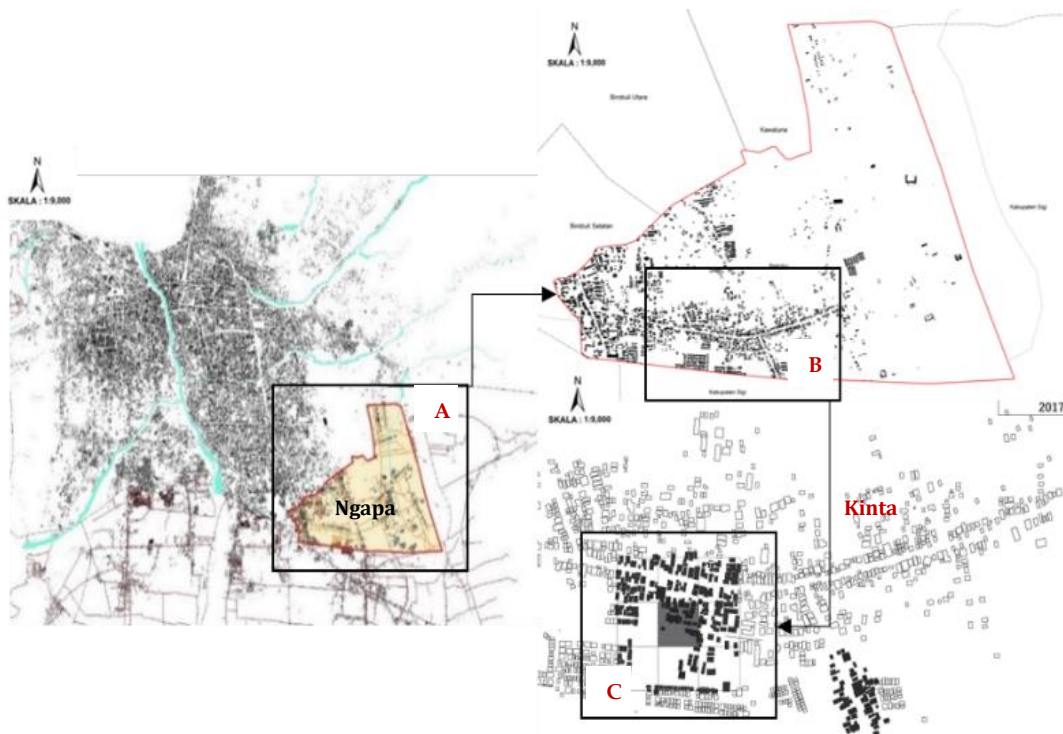 N
SKALA : 1:9,000
A
Ngapa
N
SKALA : 1:9,000
Birobuli Utara
Kawatuna
Birobuli Selatan
Kabupaten Sigi
B
Kabupaten Sigi
N
SKALA : 1:9,000
2017
Kinta
C